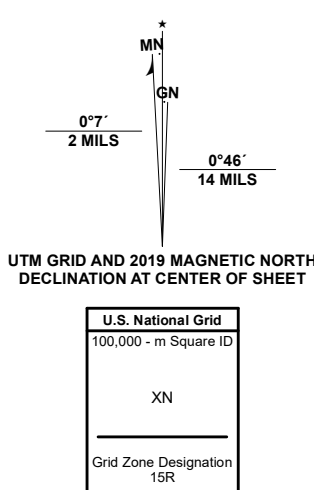 ★
MN
GN
0°7´
2 MILS
0°46´
14 MILS
UTM GRID AND 2019 MAGNETIC NORTH
DECLINATION AT CENTER OF SHEET
U.S. National Grid
100,000 - m Square ID
XN
Grid Zone Designation
15R